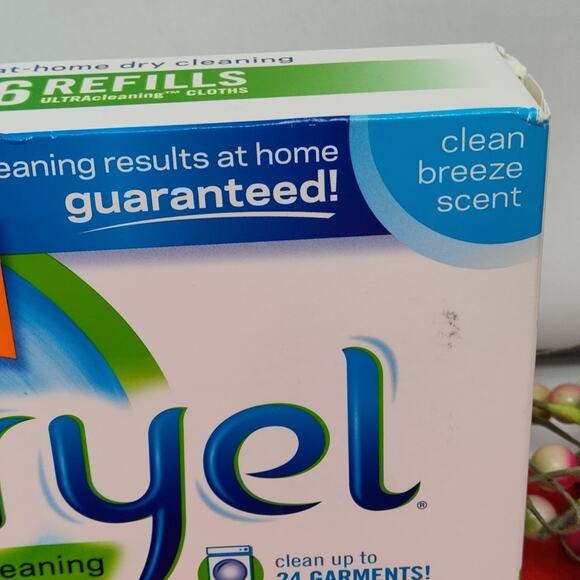 at-home dry cleaning
6 REFILLS
ULTRAcleaning™ CLOTHS
eaning results at home
guaranteed!
clean
breeze
scent
ryel®
eaning
clean up to
24 GARMENTS!